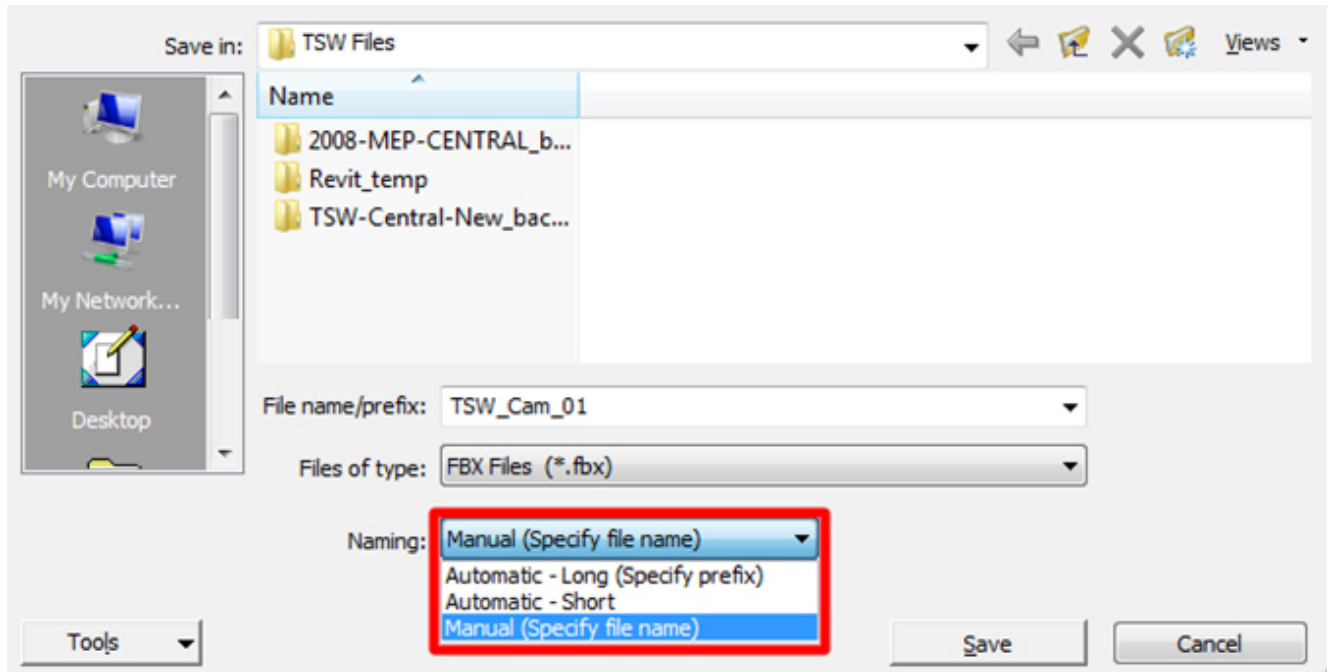 Save in:
TSW Files
Views
My Computer
My Network...
Desktop
Name
2008-MEP-CENTRAL_b...
Revit_temp
TSW-Central-New_bac...
File name/prefix:
TSW_Cam_01
Files of type:
FBX Files (*.fbx)
Naming:
Manual (Specify file name)
Automatic - Long (Specify prefix)
Automatic - Short
Manual (Specify file name)
Tools
Save
Cancel